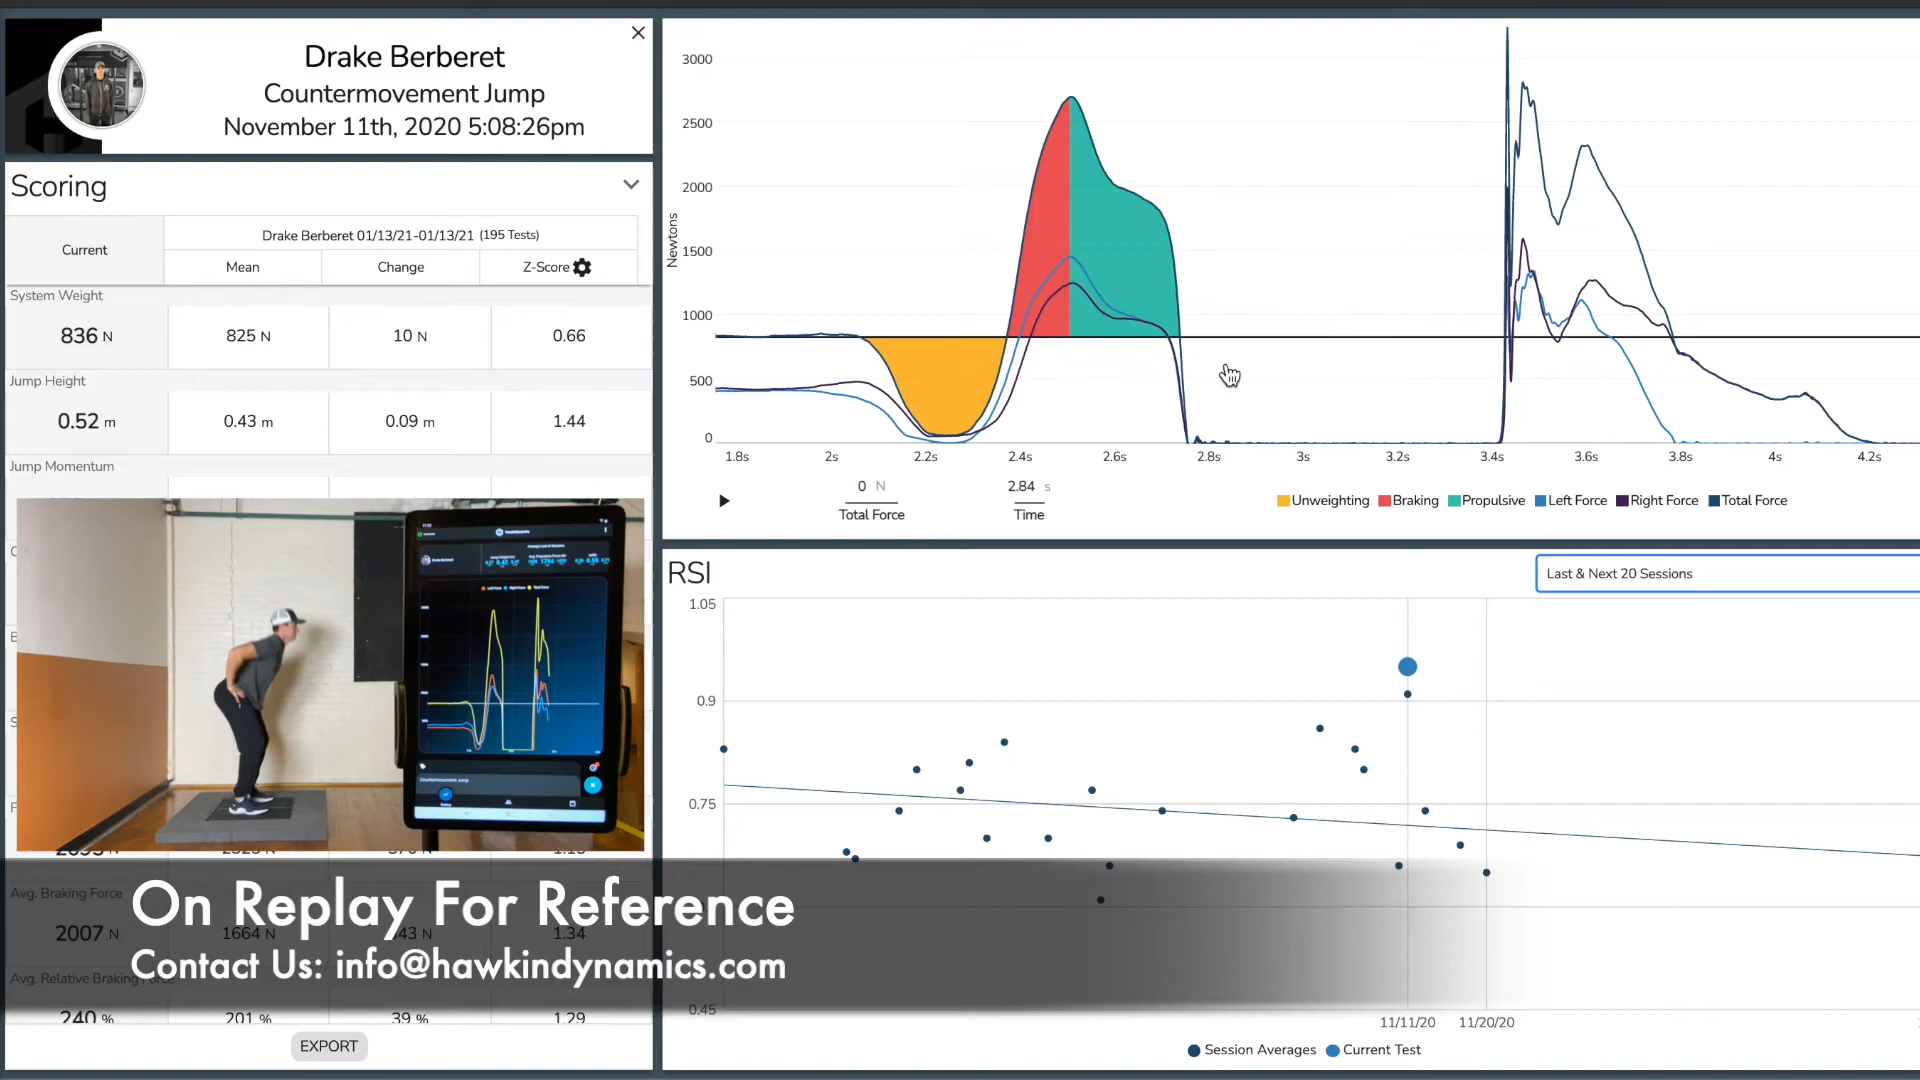 Drake Berberet
Countermovement Jump
November 11th, 2020 5:08:26pm
Scoring
Current
Drake Berberet 01/13/21-01/13/21 (195 Tests)
Mean Change Z-Score
System Weight
836 N 825 N 10 N 0.66
Jump Height
0.52 m 0.43 m 0.09 m 1.44
Jump Momentum
Avg. Braking Force
2007 N 1664 N 43 N 1.34
Avg. Relative Braking Force
240 % 201 % 39 % 1.29
EXPORT
On Replay For Reference
Contact Us: info@hawkindynamics.com
Newtons
3000
2500
2000
1500
1000
500
0
1.8s 2s 2.2s 2.4s 2.6s 2.8s 3s 3.2s 3.4s 3.6s 3.8s 4s 4.2s
0 N 2.84 s
Total Force Time
Unweighting Braking Propulsive Left Force Right Force Total Force
RSI
Last & Next 20 Sessions
1.05
0.9
0.75
0.45
11/11/20 11/20/20
Session Averages Current Test